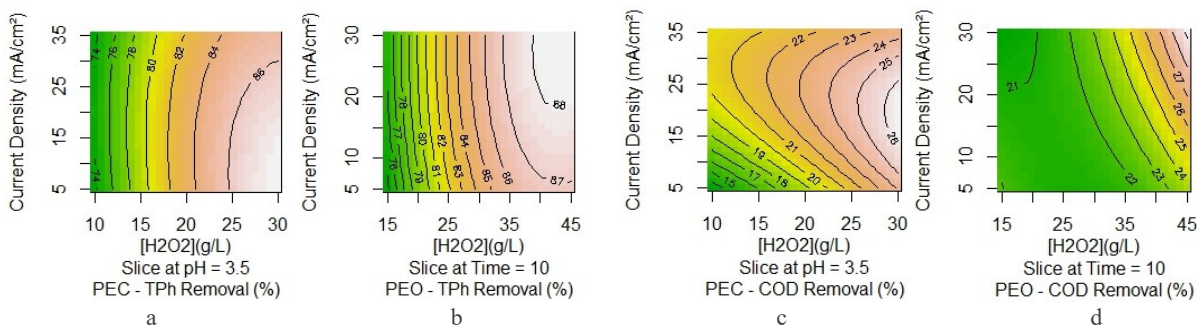 Current Density (mA/cm²)
35
25
15
5
74 76 78 82 84
80 86
74
10 15 20 25 30
[H2O2](g/L)
Slice at pH = 3.5
PEC - TPh Removal (%)
a
Current Density (mA/cm²)
30
20
10
5
78
88
77 80 82 84
76 79 81 83 85 86 87
15 25 35 45
[H2O2](g/L)
Slice at Time = 10
PEO - TPh Removal (%)
b
Current Density (mA/cm²)
35
25
15
5
22 23 24
25
26
19 21
17 18 20
10 15 20 25 30
[H2O2](g/L)
Slice at pH = 3.5
PEC - COD Removal (%)
c
Current Density (mA/cm²)
30
20
10
5
21 27
26
25
22 23 24
15 25 35 45
[H2O2](g/L)
Slice at Time = 10
PEO - COD Removal (%)
d